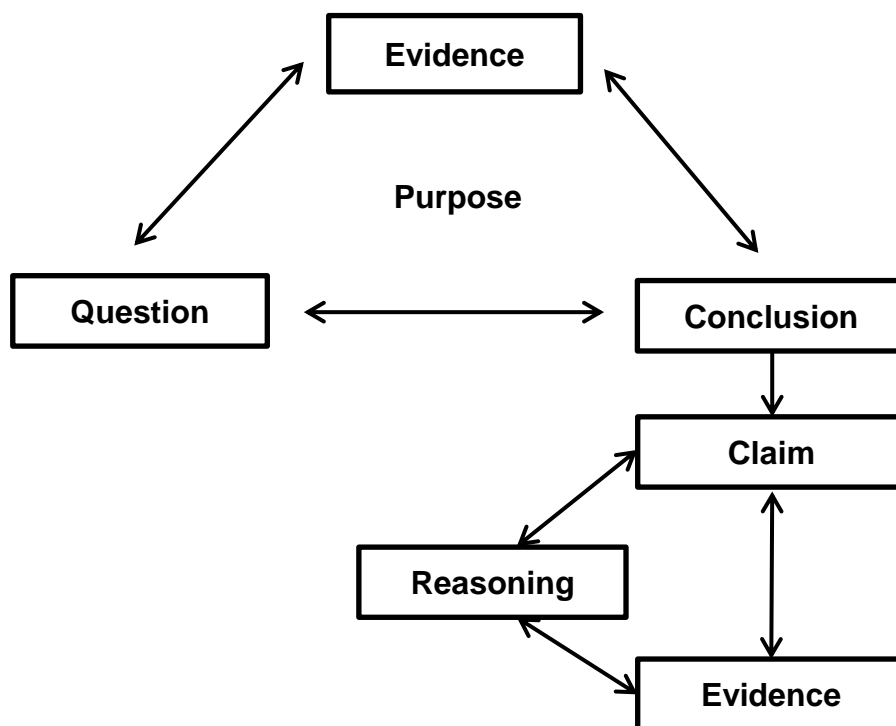 Evidence
Purpose
Question
Conclusion
Claim
Reasoning
Evidence